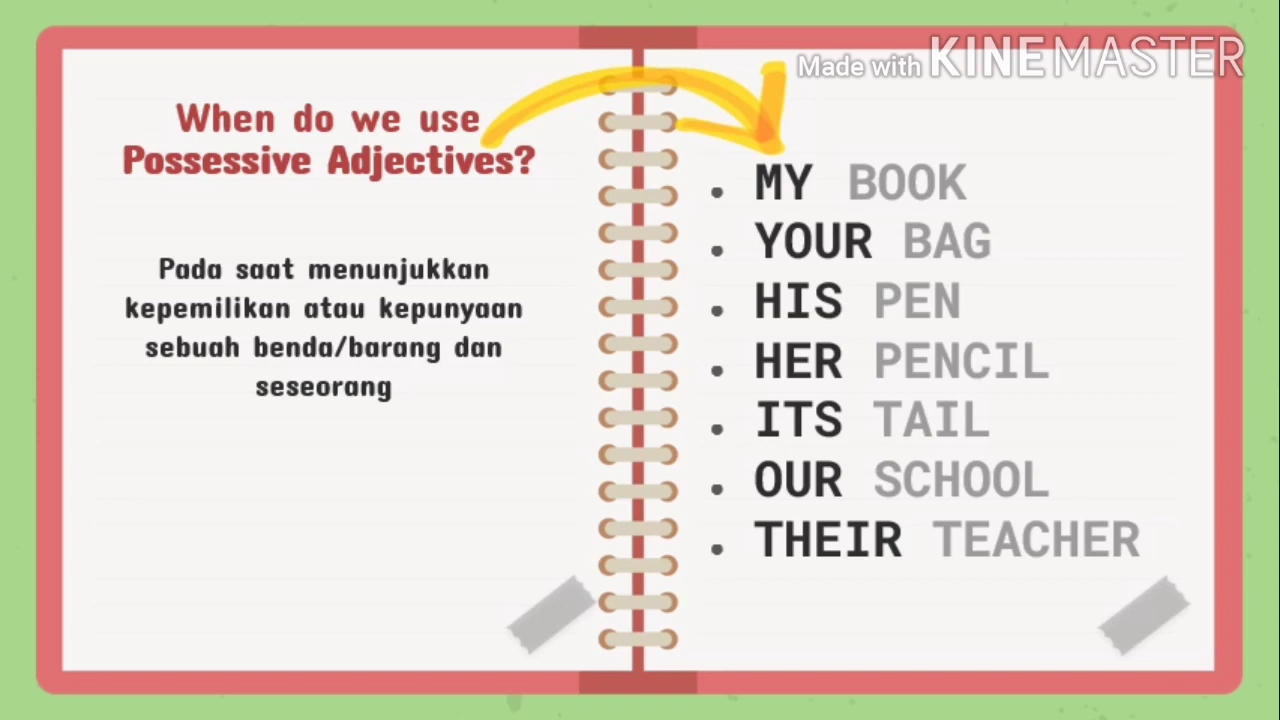 Made with KINEMASTER
When do we use
Possessive Adjectives?
Pada saat menunjukkan
kepemilikan atau kepunyaan
sebuah benda/barang dan
seseorang
• MY BOOK
• YOUR BAG
• HIS PEN
• HER PENCIL
• ITS TAIL
• OUR SCHOOL
• THEIR TEACHER